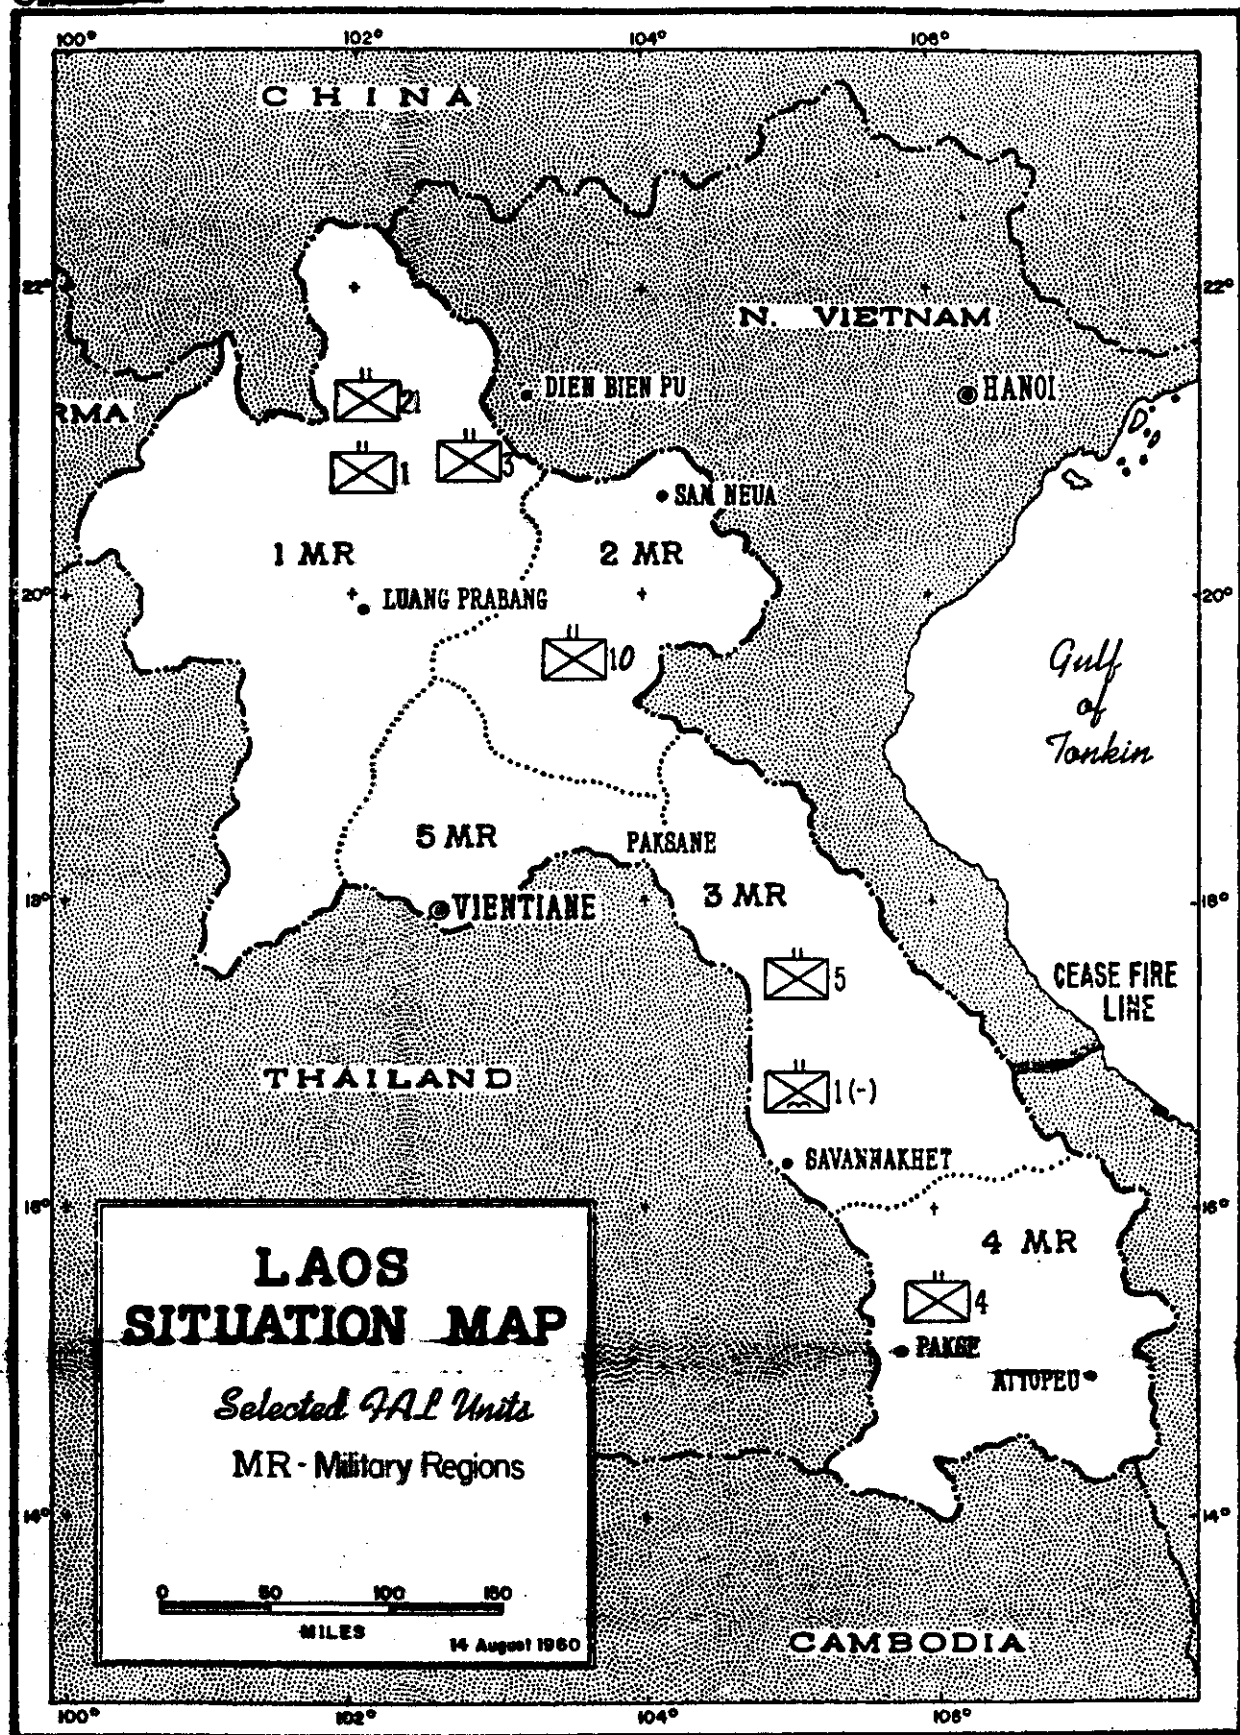 100° 102° 104° 106°
CHINA
22° 22°
N. VIETNAM
DIEN BIEN PU
HANOI
RMA
21
1
3
SAM NEUA
1 MR
2 MR
20° 20°
LUANG PRABANG
10
Gulf
of
Tonkin
5 MR
PAKSANE
3 MR
18° 18°
VIENTIANE
5
CEASE FIRE
LINE
THAILAND
1 (-)
SAVANNAKHET
16° 16°
4 MR
4
PAKSE
ATTOPEU
LAOS
SITUATION MAP
Selected FAL Units
MR - Military Regions
14° 14°
0 50 100 150
MILES
14 August 1960
CAMBODIA
100° 102° 104° 106°